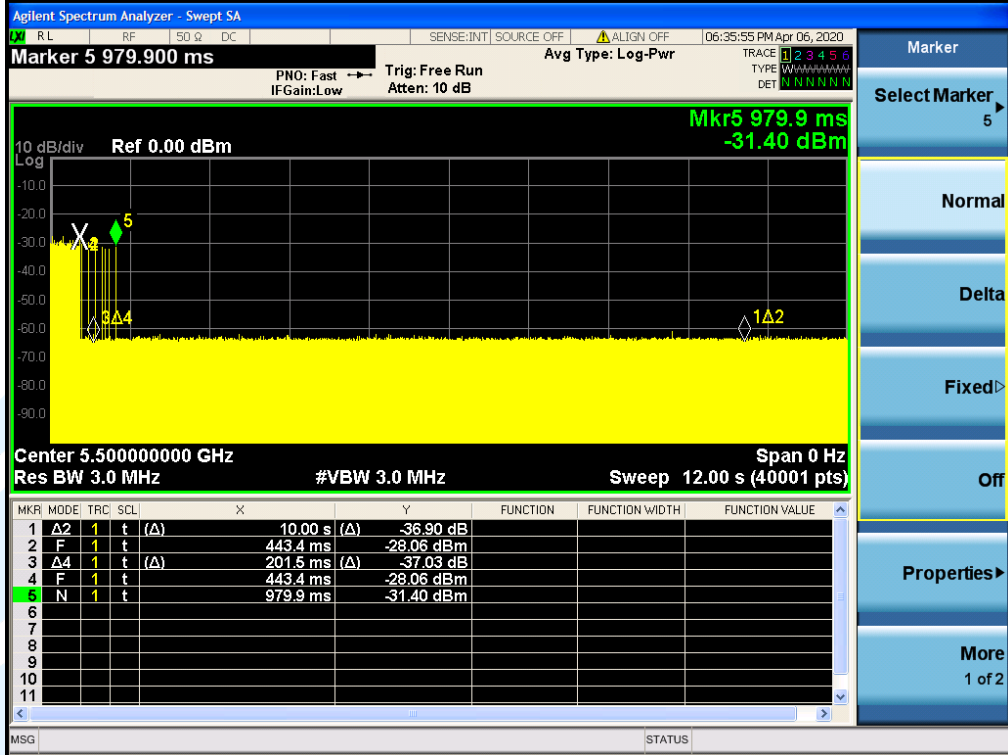 Agilent Spectrum Analyzer - Swept SA
LXI RL RF 50 Ω DC SENSE:INT SOURCE OFF ALIGN OFF 06:35:55 PM Apr 06, 2020
Marker 5 979.900 ms
PNO: Fast
IFGain:Low
Trig: Free Run
Atten: 10 dB
Avg Type: Log-Pwr
TRACE 1 2 3 4 5 6
TYPE WWWWWW
DET N N N N N N
Mkr5 979.9 ms
-31.40 dBm
10 dB/div Ref 0.00 dBm
Log
-10.0
-20.0
-30.0
-40.0
-50.0
-60.0
-70.0
-80.0
-90.0
X
5
3Δ4
1Δ2
Center 5.500000000 GHz Span 0 Hz
Res BW 3.0 MHz #VBW 3.0 MHz Sweep 12.00 s (40001 pts)
MKR MODE TRC SCL X Y FUNCTION FUNCTION WIDTH FUNCTION VALUE
1 Δ2 1 t (Δ) 10.00 s (Δ) -36.90 dB
2 F 1 t 443.4 ms -28.06 dBm
3 Δ4 1 t (Δ) 201.5 ms (Δ) -37.03 dB
4 F 1 t 443.4 ms -28.06 dBm
5 N 1 t 979.9 ms -31.40 dBm
6
7
8
9
10
11
MSG STATUS
Marker
Select Marker
5
Normal
Delta
Fixed
Off
Properties
More
1 of 2